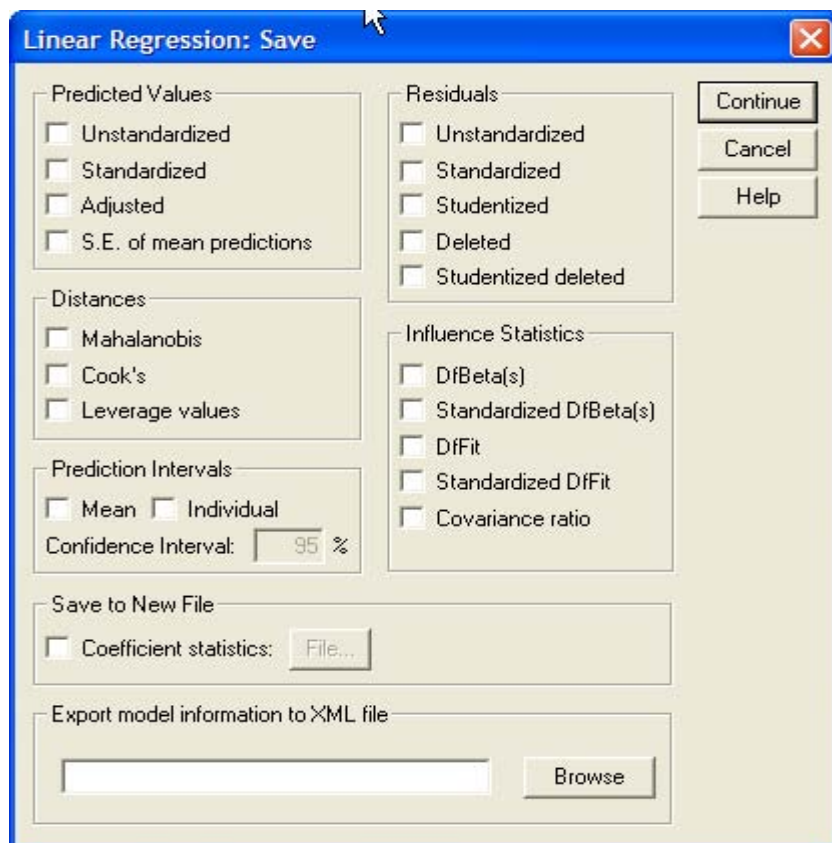 Linear Regression: Save
Predicted Values
Unstandardized
Standardized
Adjusted
S.E. of mean predictions
Distances
Mahalanobis
Cook's
Leverage values
Prediction Intervals
Mean Individual
Confidence Interval: 95 %
Residuals
Unstandardized
Standardized
Studentized
Deleted
Studentized deleted
Influence Statistics
DfBeta(s)
Standardized DfBeta(s)
DfFit
Standardized DfFit
Covariance ratio
Continue
Cancel
Help
Save to New File
Coefficient statistics: File...
Export model information to XML file
Browse